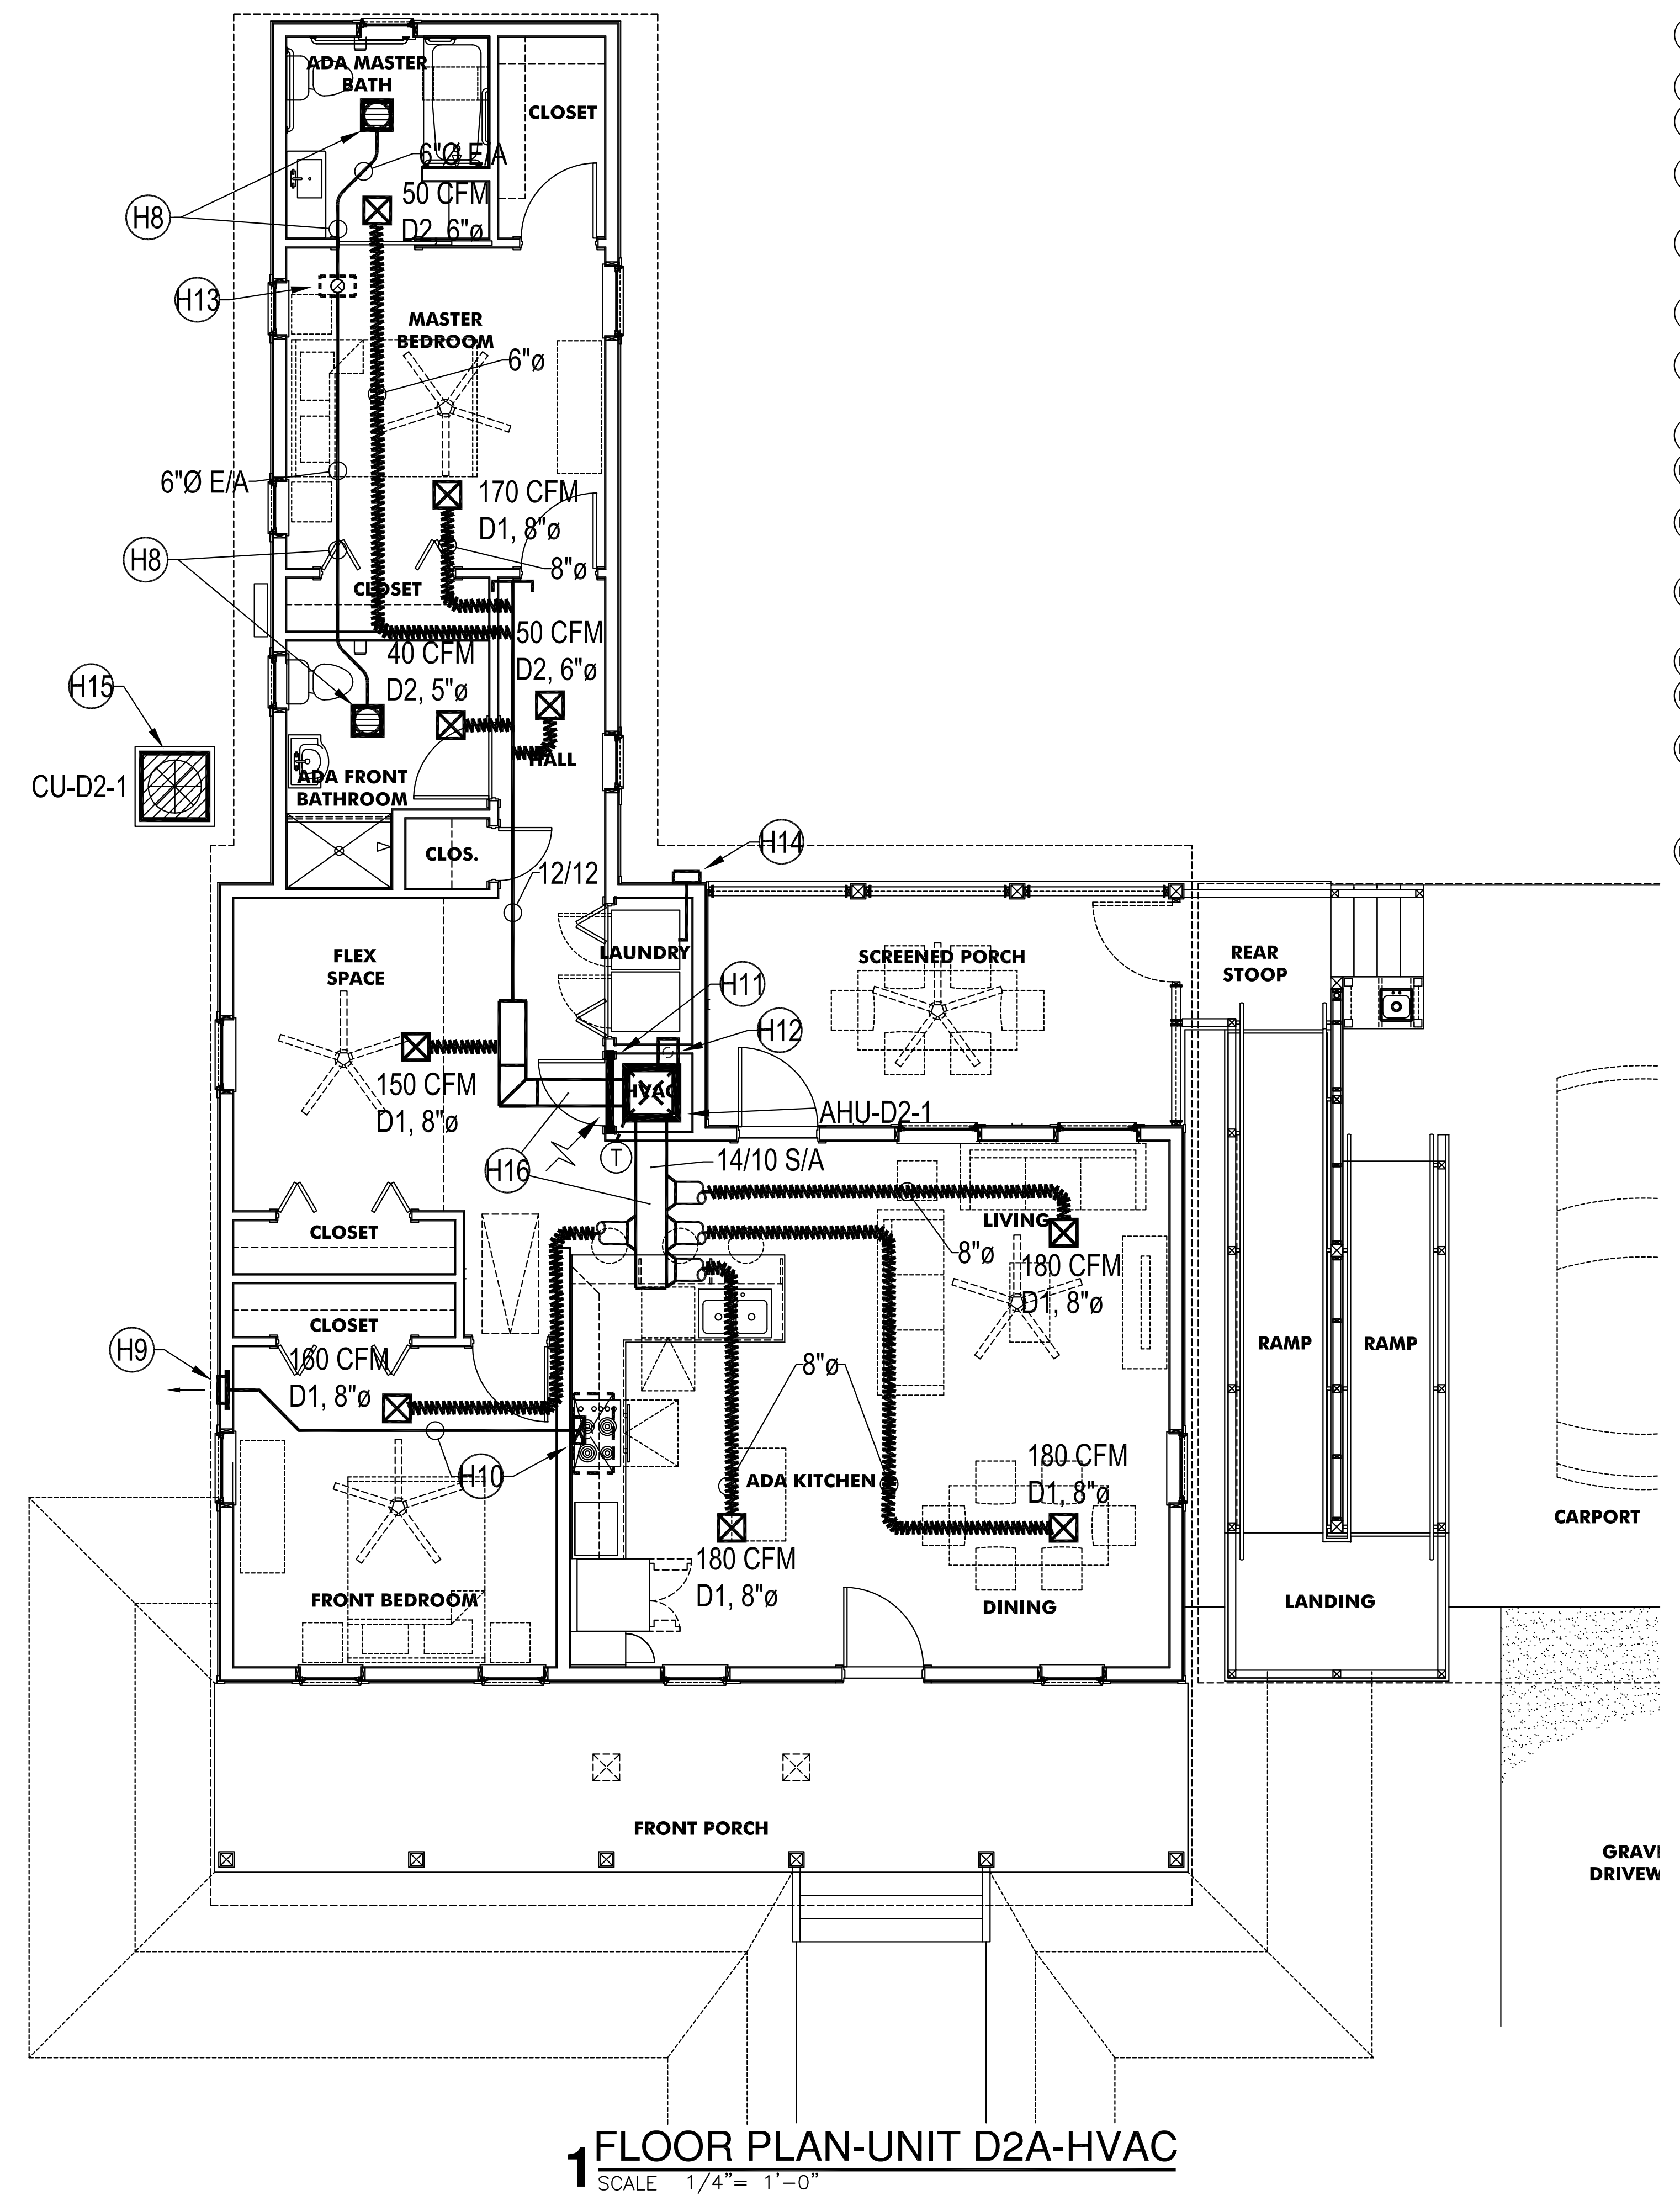 ADA MASTER
BATH
CLOSET
6"Ø E/A
50 CFM
D2, 6"ø
H8
H13
MASTER
BEDROOM
6"ø
6"Ø E/A
170 CFM
D1, 8"ø
H8
8"ø
CLOSET
50 CFM
D2, 6"ø
40 CFM
D2, 5"ø
H15
CU-D2-1
HALL
ADA FRONT
BATHROOM
CLOS.
H14
12/12
FLEX
SPACE
LAUNDRY
SCREENED PORCH
REAR
STOOP
H11
H12
HVAC
150 CFM
D1, 8"ø
AHU-D2-1
T
H16
14/10 S/A
CLOSET
LIVING
8"ø
180 CFM
D1, 8"ø
CLOSET
H9
160 CFM
D1, 8"ø
8"ø
RAMP
RAMP
H10
ADA KITCHEN
180 CFM
D1, 8"ø
CARPORT
180 CFM
D1, 8"ø
FRONT BEDROOM
DINING
LANDING
FRONT PORCH
GRAV
DRIVEW
1 FLOOR PLAN-UNIT D2A-HVAC
SCALE 1/4"= 1'-0"